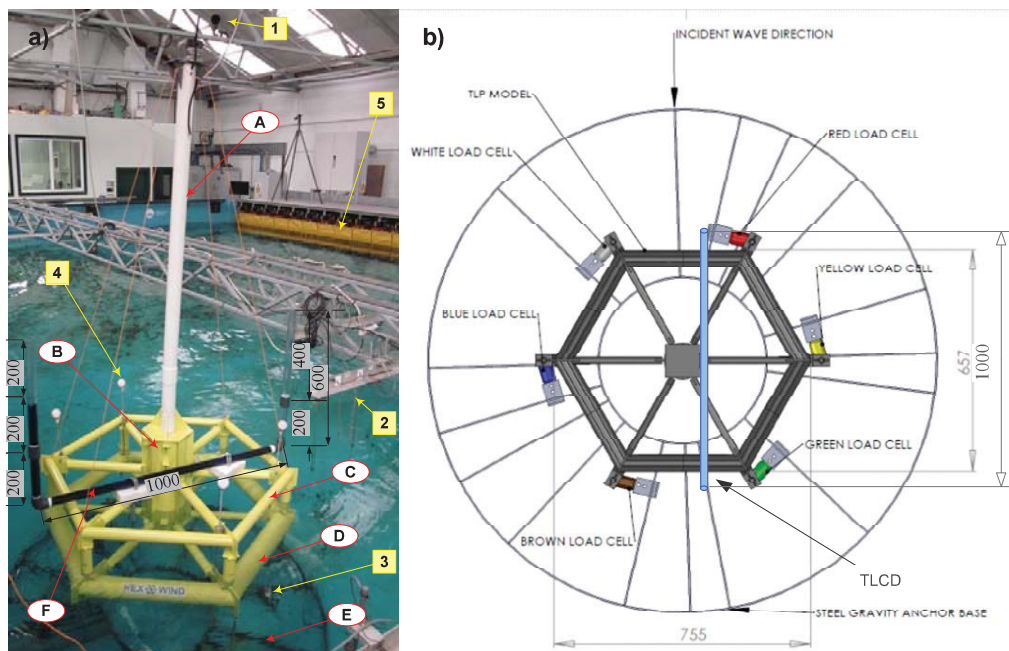 a)
1
5
A
4
B
200
200
200
400
600
200
2
1000
C
D
3
F
HEX WIND
E
b)
INCIDENT WAVE DIRECTION
TLP MODEL
RED LOAD CELL
WHITE LOAD CELL
YELLOW LOAD CELL
BLUE LOAD CELL
657
1000
GREEN LOAD CELL
BROWN LOAD CELL
TLCD
STEEL GRAVITY ANCHOR BASE
755